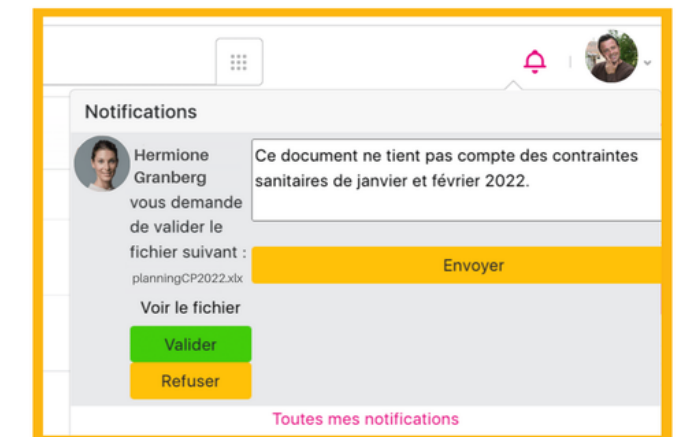 Notifications
Hermione
Granberg
vous demande
de valider le
fichier suivant :
planningCP2022.xlx
Voir le fichier
Valider
Refuser
Ce document ne tient pas compte des contraintes
sanitaires de janvier et février 2022.
Envoyer
Toutes mes notifications